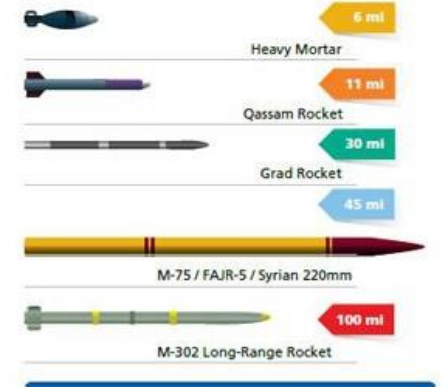 6 mi
Heavy Mortar
11 mi
Qassam Rocket
30 mi
Grad Rocket
45 mi
M-75 / FAJR-5 / Syrian 220mm
100 mi
M-302 Long-Range Rocket